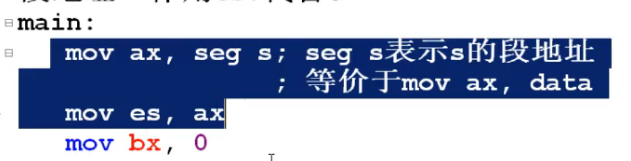 main:
mov ax, seg s; seg s表示s的段地址
; 等价于mov ax, data
mov es, ax
mov bx, 0